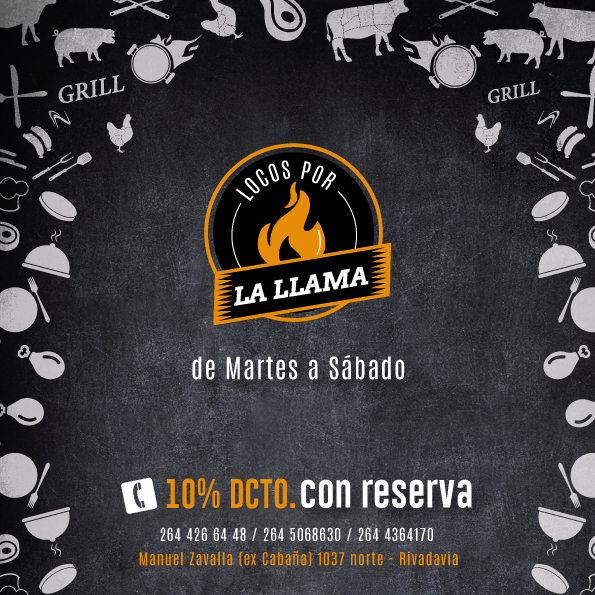 GRILL
GRILL
LOCOS POR
LA LLAMA
de Martes a Sábado
10% DCTO. con reserva
264 426 64 48 / 264 5068630 / 264 4364170
Manuel Zavalla (ex Cabaña) 1037 norte - Rivadavia